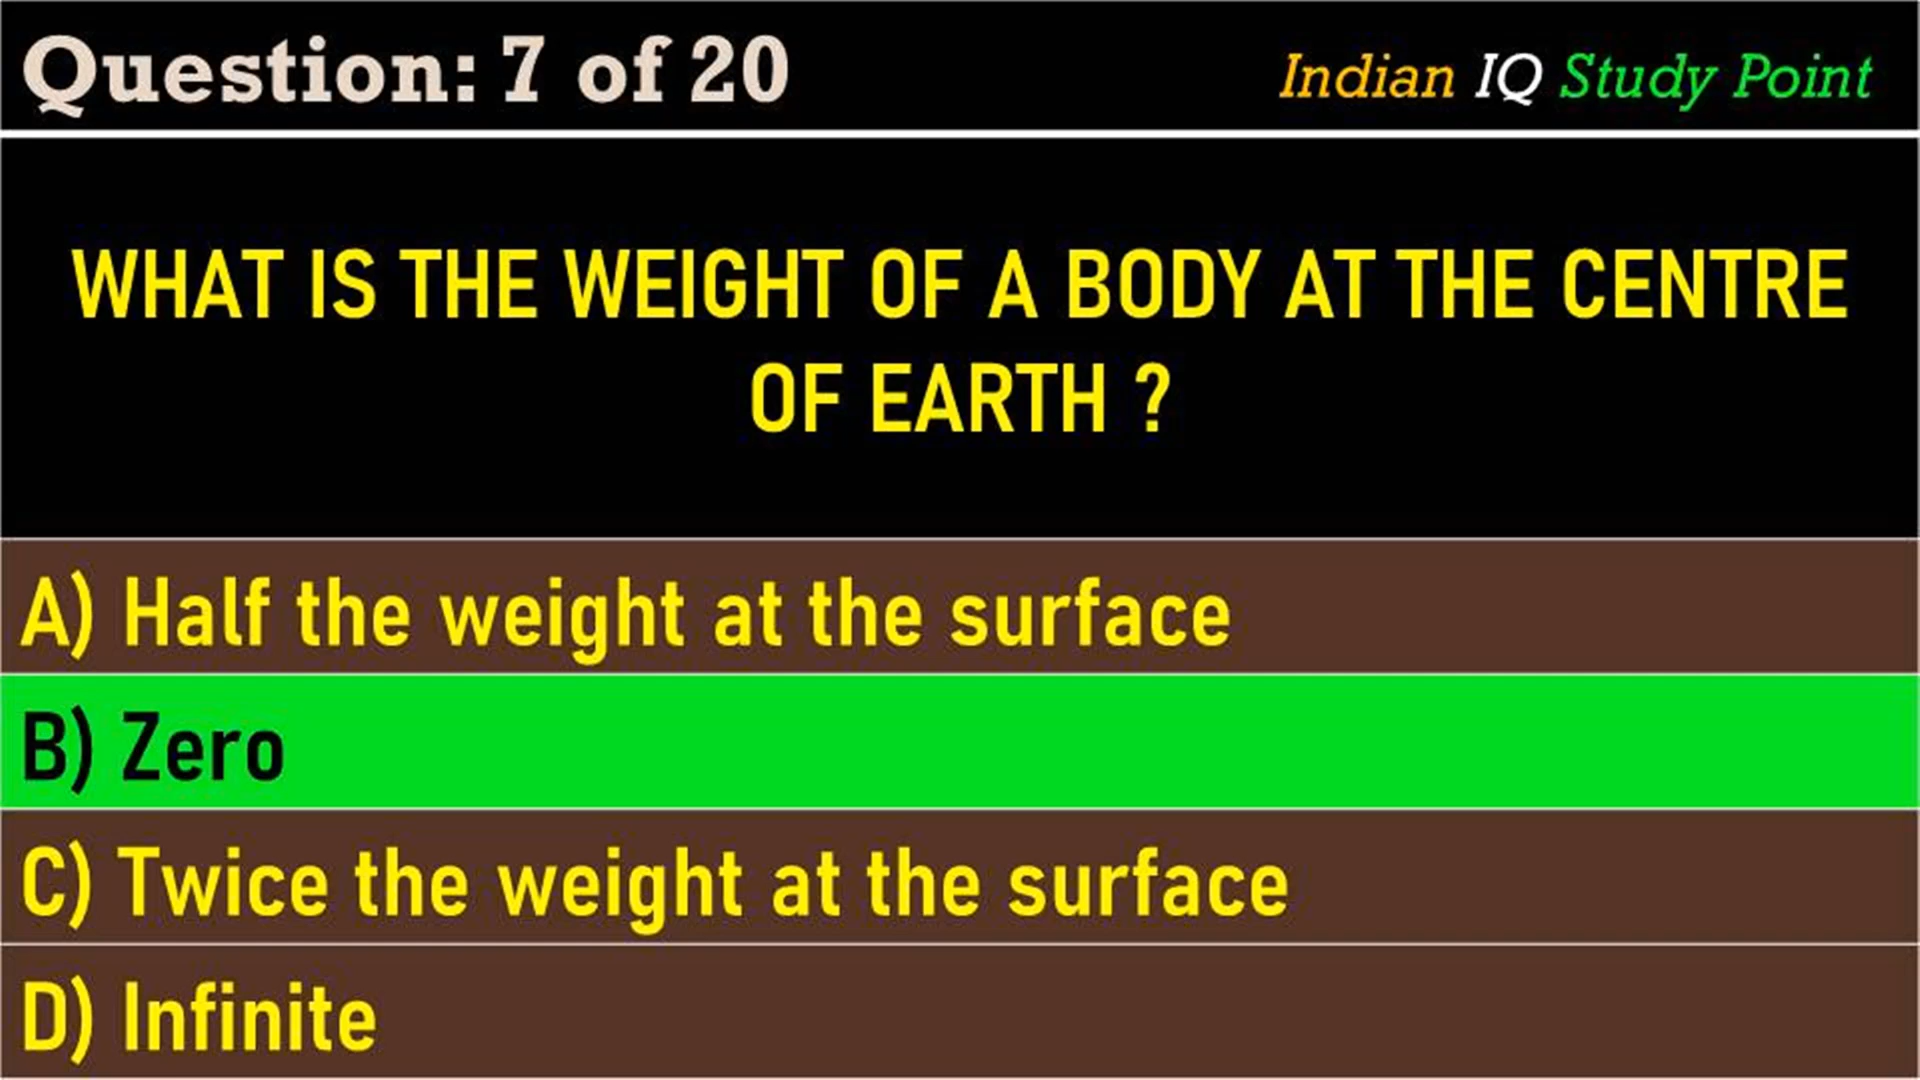 Question: 7 of 20
Indian IQ Study Point
WHAT IS THE WEIGHT OF A BODY AT THE CENTRE
OF EARTH ?
A) Half the weight at the surface
B) Zero
C) Twice the weight at the surface
D) Infinite